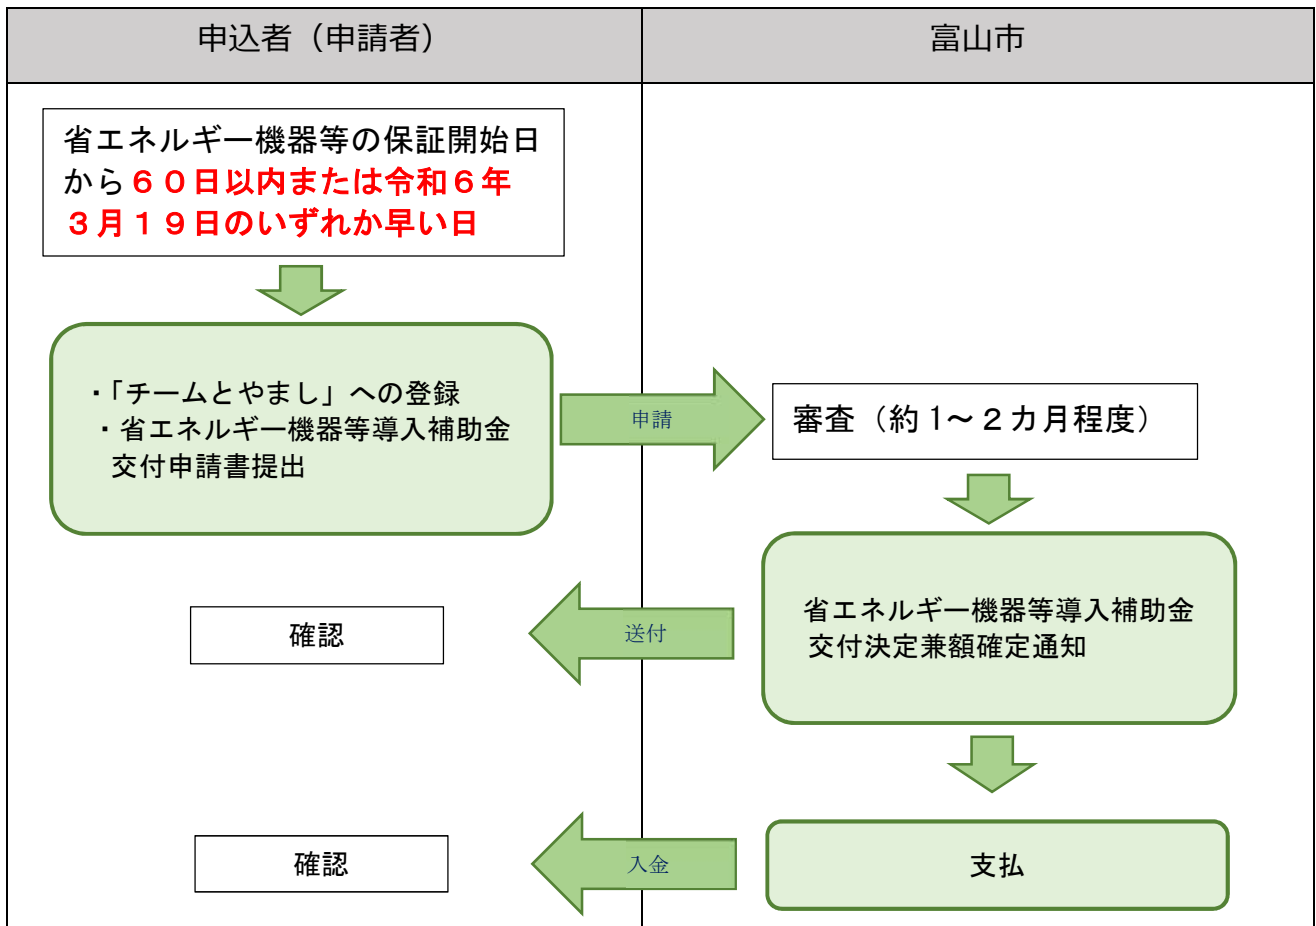 申込者（申請者）
富山市
省エネルギー機器等の保証開始日
から６０日以内または令和６年
３月１９日のいずれか早い日
・「チームとやまし」への登録
・省エネルギー機器等導入補助金
交付申請書提出
申請
審査（約１～２カ月程度）
省エネルギー機器等導入補助金
交付決定兼額確定通知
送付
確認
支払
入金
確認